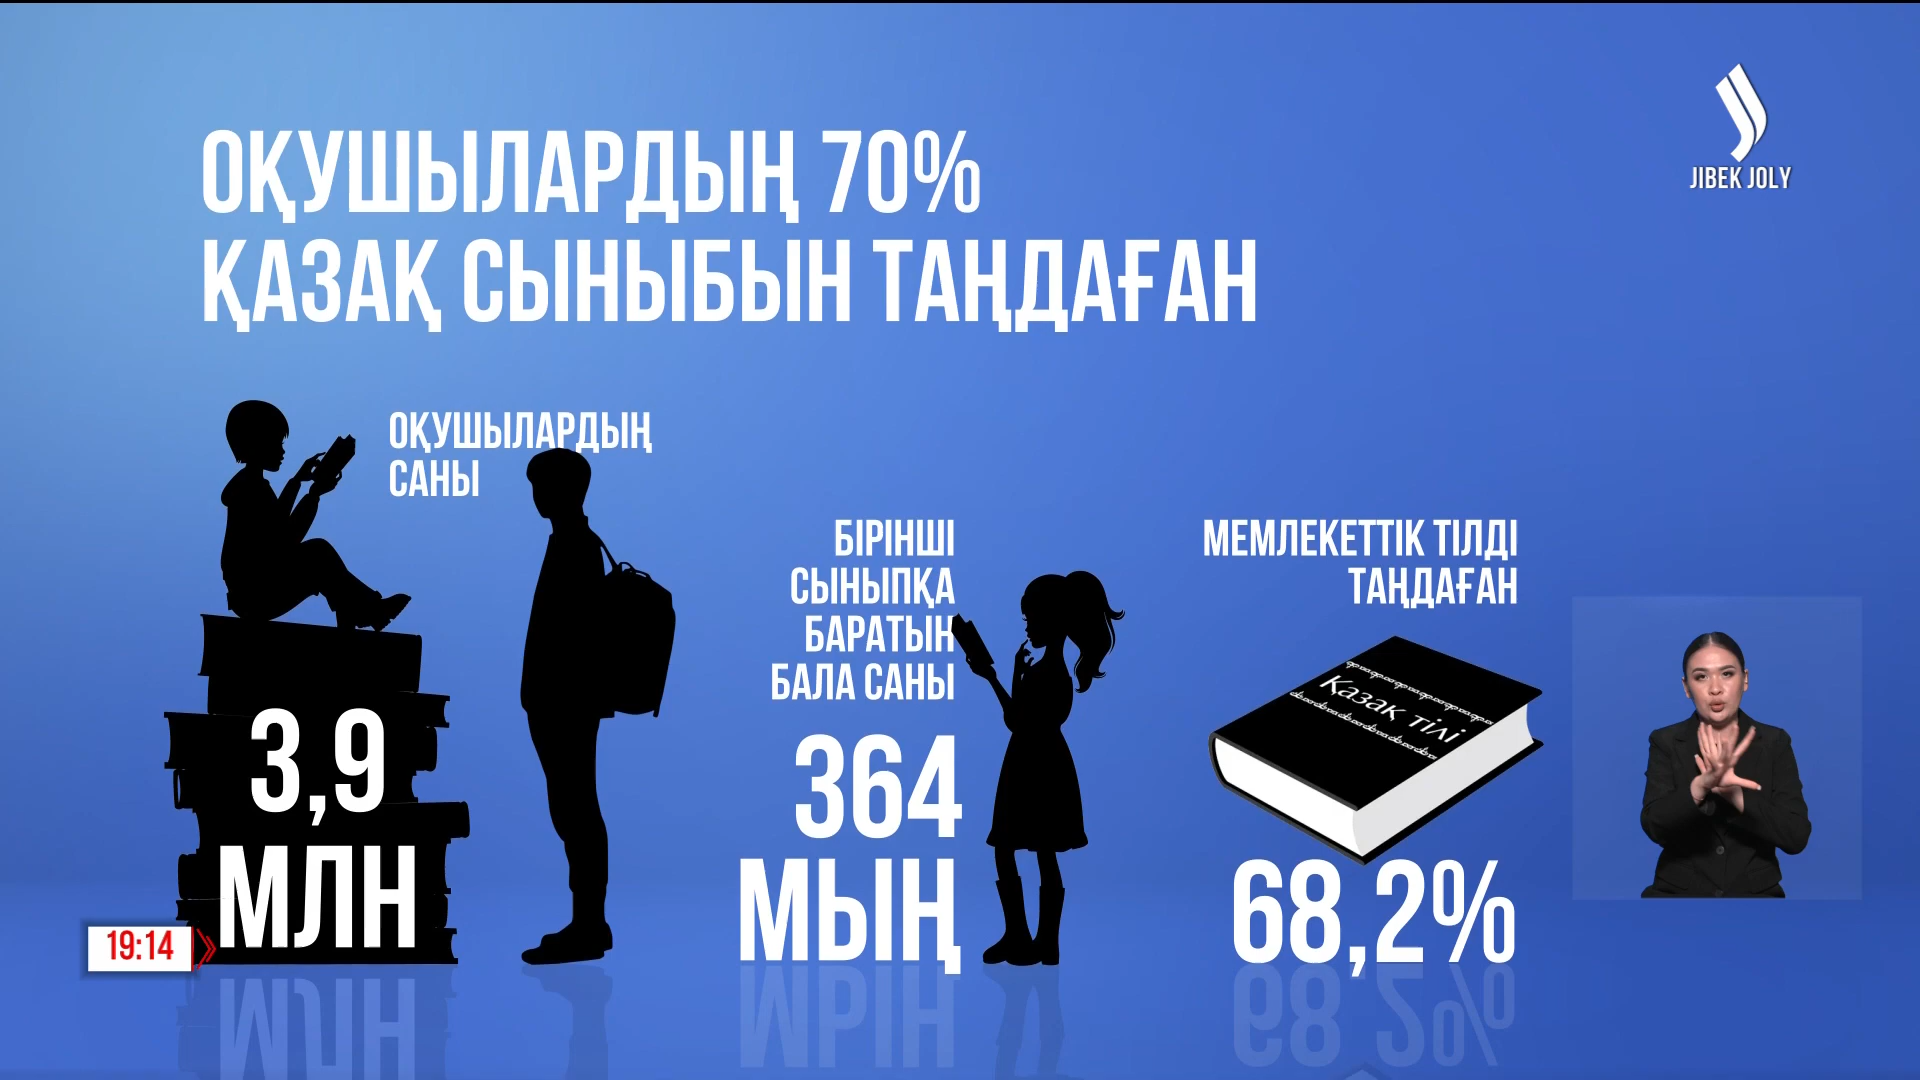 ОҚУШЫЛАРДЫҢ 70%
ҚАЗАҚ СЫНЫБЫН ТАҢДАҒАН
JIBEK JOLY
ОҚУШЫЛАРДЫҢ
САНЫ
3,9
МЛН
БІРІНШІ
СЫНЫПҚА
БАРАТЫН
БАЛА САНЫ
364
МЫҢ
МЕМЛЕКЕТТІК ТІЛДІ
ТАҢДАҒАН
Қазақ тілі
68,2%
19:14